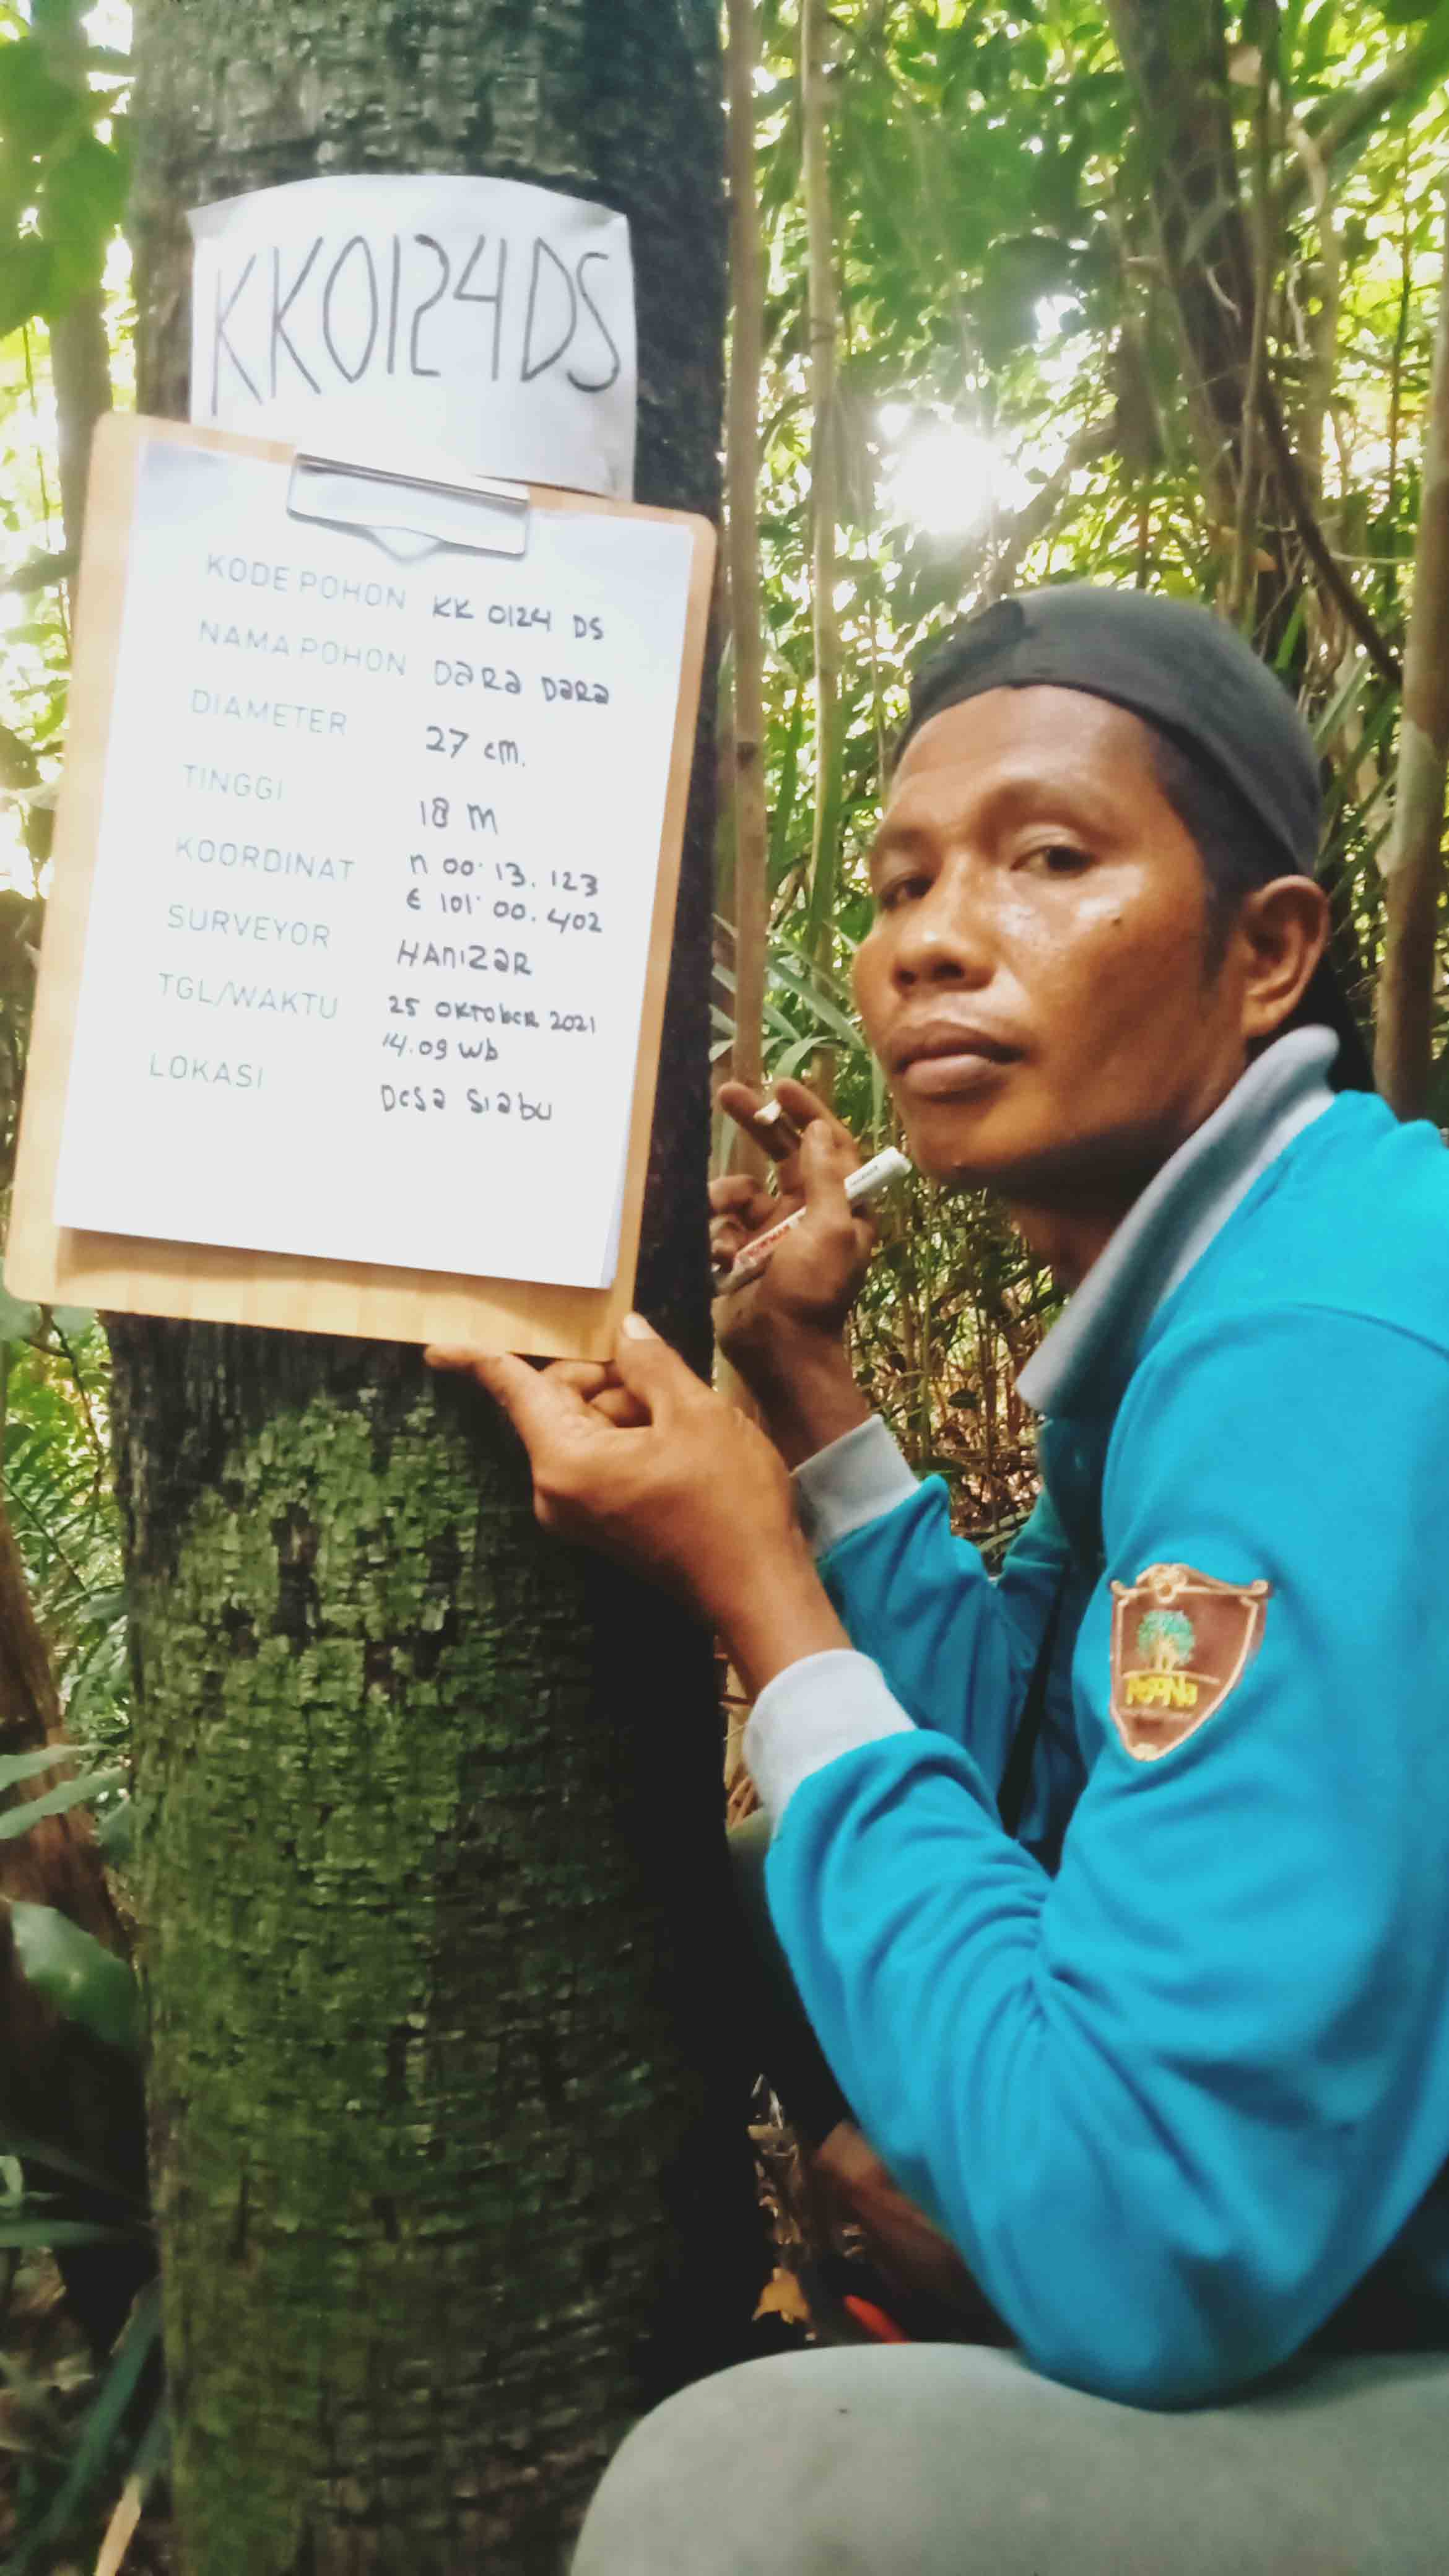 KK0124DS
KODE POHON KK 0124 DS
NAMA POHON DaRa DaRa
DIAMETER 27 cm.
TINGGI 18 m
KOORDINAT n 00· 13. 123
E 101· 00. 402
SURVEYOR HAnIZaR
TGL/WAKTU 25 OKTObeR 2021
14.09 Wb
LOKASI Desa Siabu
SNOWMAN